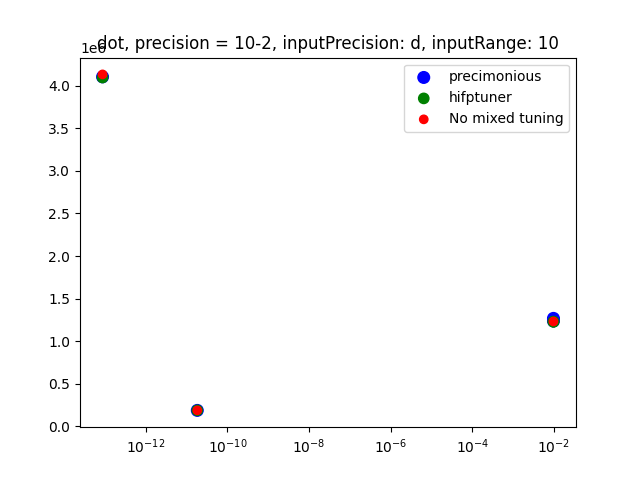 dot, precision = 10-2, inputPrecision: d, inputRange: 10
1e6
precimonious
hifptuner
No mixed tuning
4.0
3.5
3.0
2.5
2.0
1.5
1.0
0.5
0.0
10⁻¹² 10⁻¹⁰ 10⁻⁸ 10⁻⁶ 10⁻⁴ 10⁻²